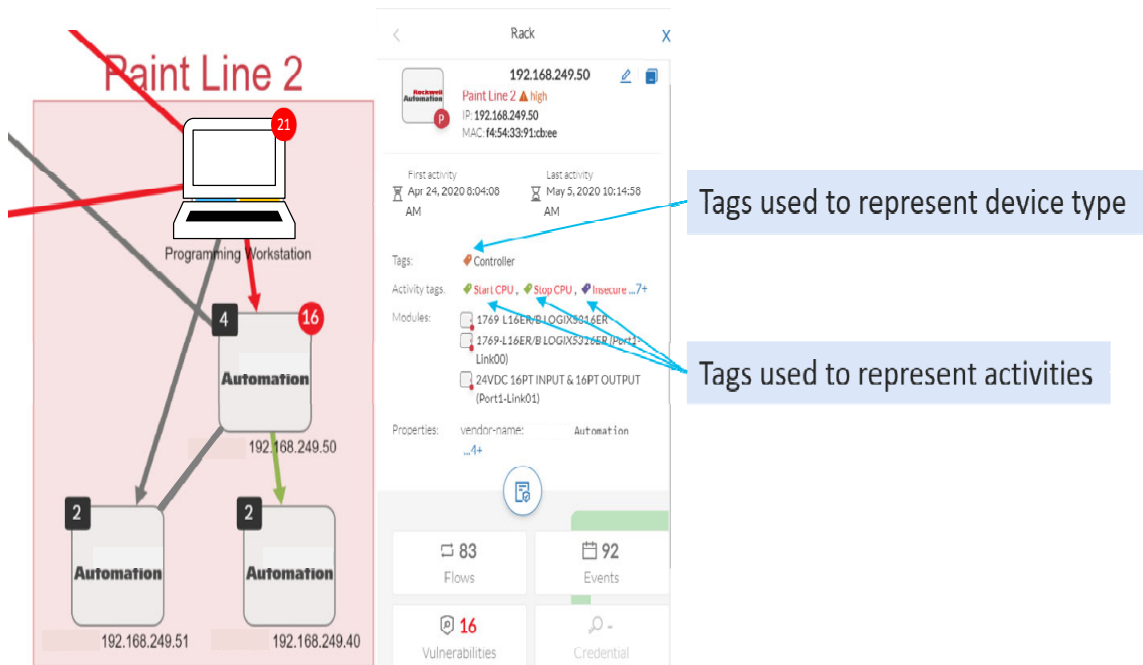 Paint Line 2
21
Programming Workstation
4
16
Automation
192.168.249.50
2
2
Automation
Automation
192.168.249.51
192.168.249.40
Rack
X
Rockwell
Automation
P
192.168.249.50
Paint Line 2 high
IP: 192.168.249.50
MAC: f4:54:33:91:cb:ee
First activity
Apr 24, 2020 8:04:08
AM
Last activity
May 5, 2020 10:14:58
AM
Tags:
Controller
Activity tags.
Start CPU , Stop CPU , Insecure ...7+
Modules:
1769-L16ER/B LOGIX5316ER
1769-L16ER/B LOGIX5316ER (Port1-
Link00)
24VDC 16PT INPUT & 16PT OUTPUT
(Port1-Link01)
Properties:
vendor-name:
Automation
...4+
83
Flows
92
Events
16
Vulnerabilities
-
Credential
Tags used to represent device type
Tags used to represent activities